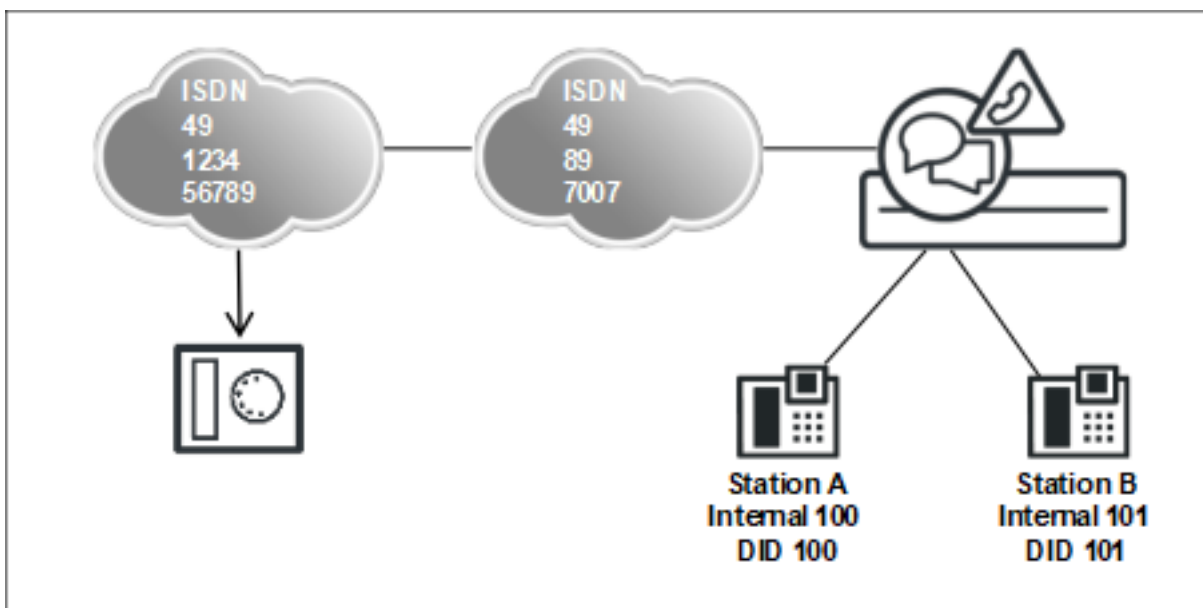 ISDN
49
1234
56789
ISDN
49
89
7007
Station A
Internal 100
DID 100
Station B
Internal 101
DID 101